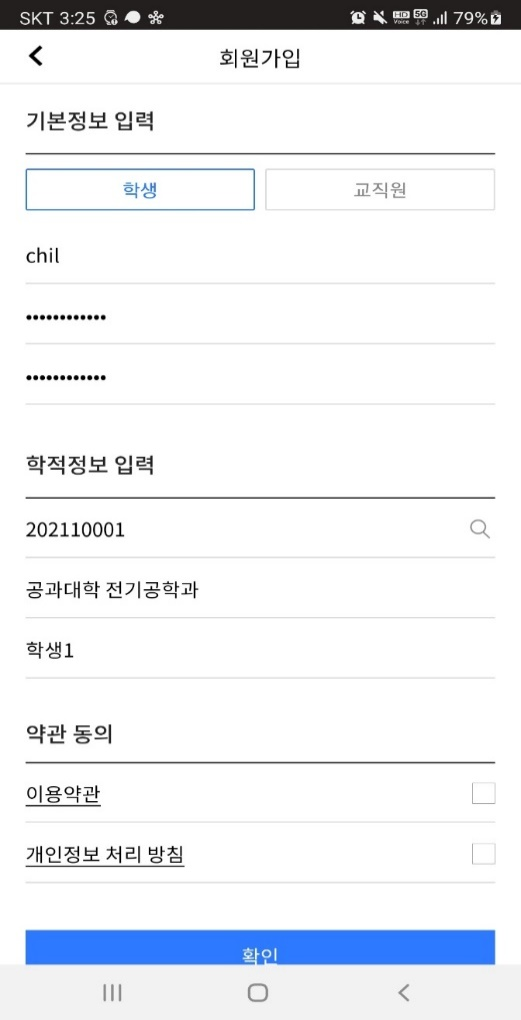 SKT 3:25 79%
회원가입
기본정보 입력
학생 교직원
chil
••••••••••••
••••••••••••
학적정보 입력
202110001
공과대학 전기공학과
학생1
약관 동의
이용약관
개인정보 처리 방침
확인